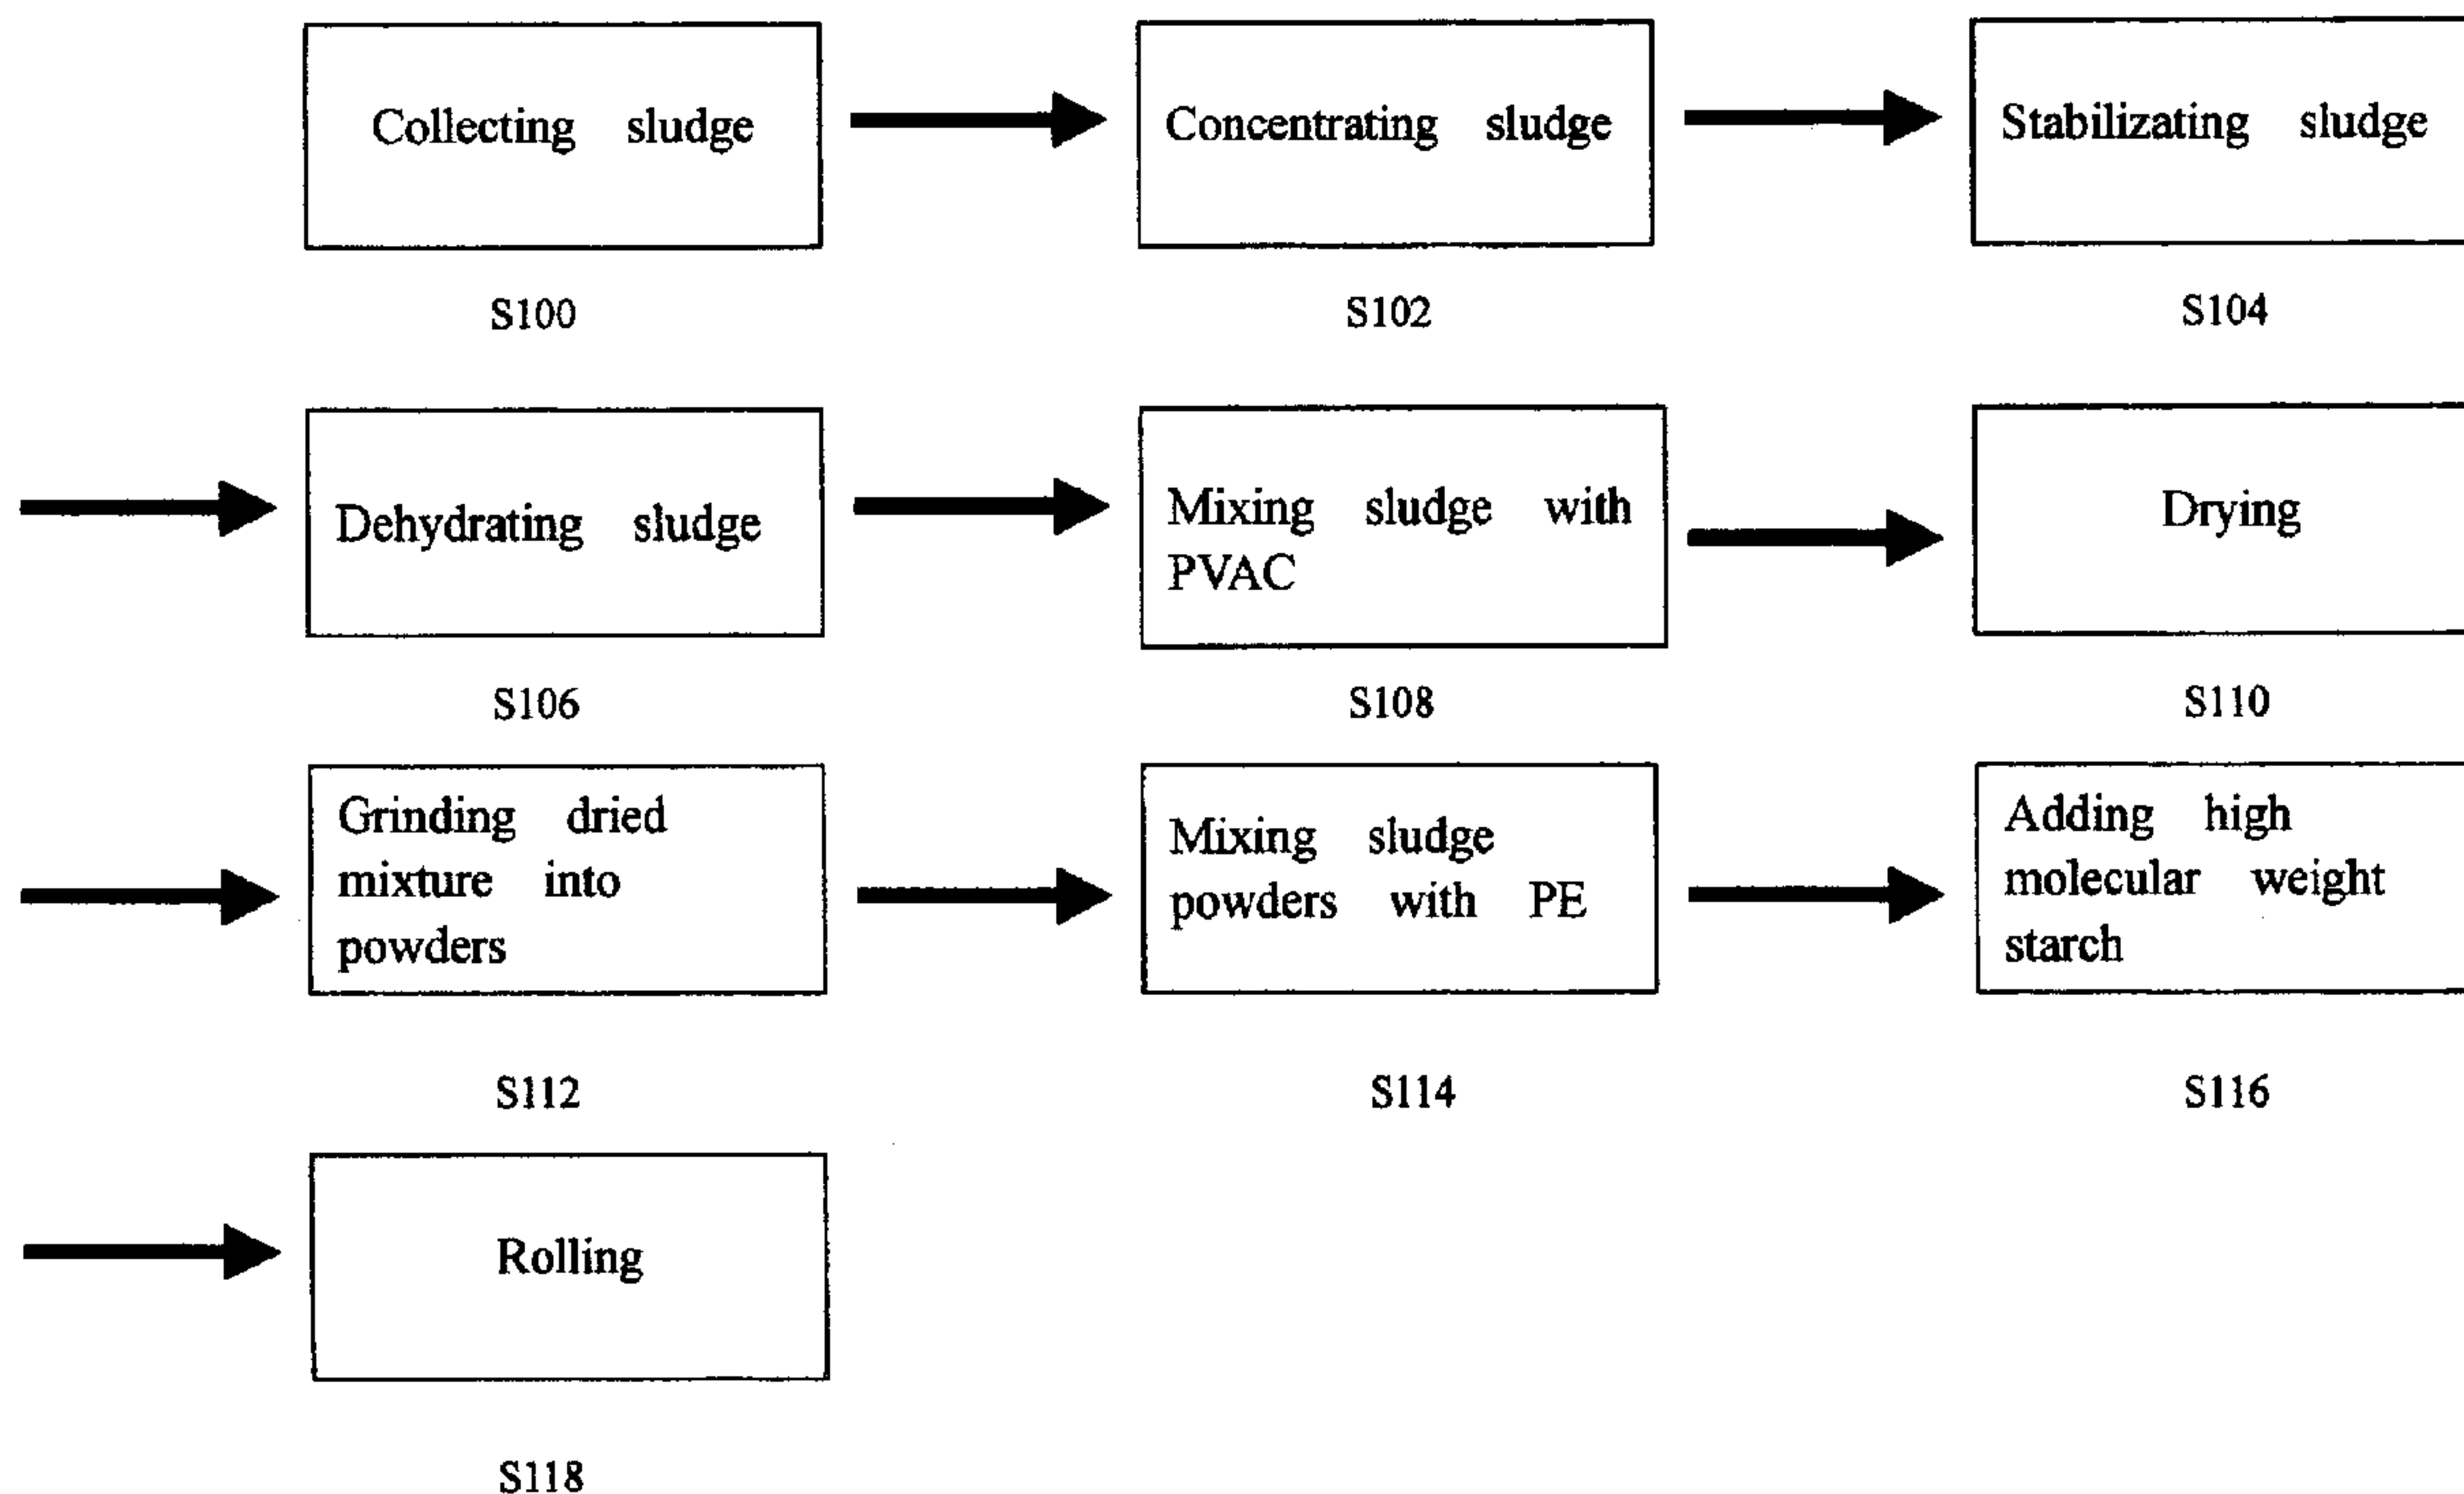 Collecting sludge
Concentrating sludge
Stabilizating sludge
S100
S102
S104
Dehydrating sludge
Mixing sludge with
PVAC
Drying
S106
S108
S110
Grinding dried
mixture into
powders
Mixing sludge
powders with PE
Adding high
molecular weight
starch
S112
S114
S116
Rolling
S118